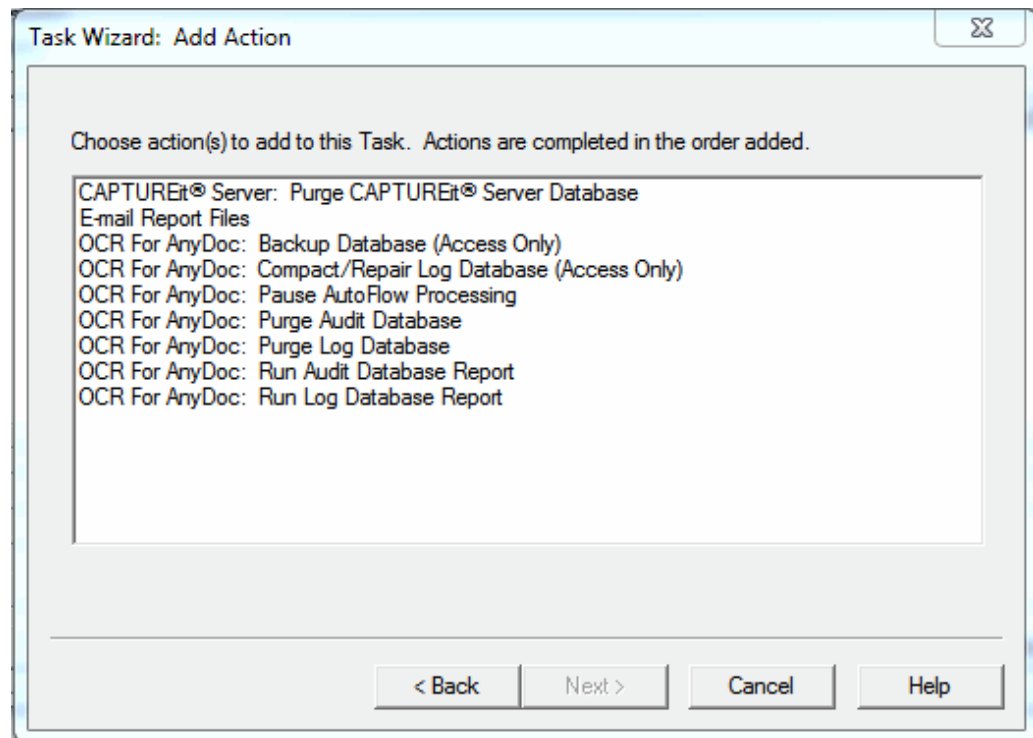 Task Wizard:  Add Action
Choose action(s) to add to this Task.  Actions are completed in the order added.
CAPTUREit® Server:  Purge CAPTUREit® Server Database
E-mail Report Files
OCR For AnyDoc:  Backup Database (Access Only)
OCR For AnyDoc:  Compact/Repair Log Database (Access Only)
OCR For AnyDoc:  Pause AutoFlow Processing
OCR For AnyDoc:  Purge Audit Database
OCR For AnyDoc:  Purge Log Database
OCR For AnyDoc:  Run Audit Database Report
OCR For AnyDoc:  Run Log Database Report
< Back Next > Cancel Help